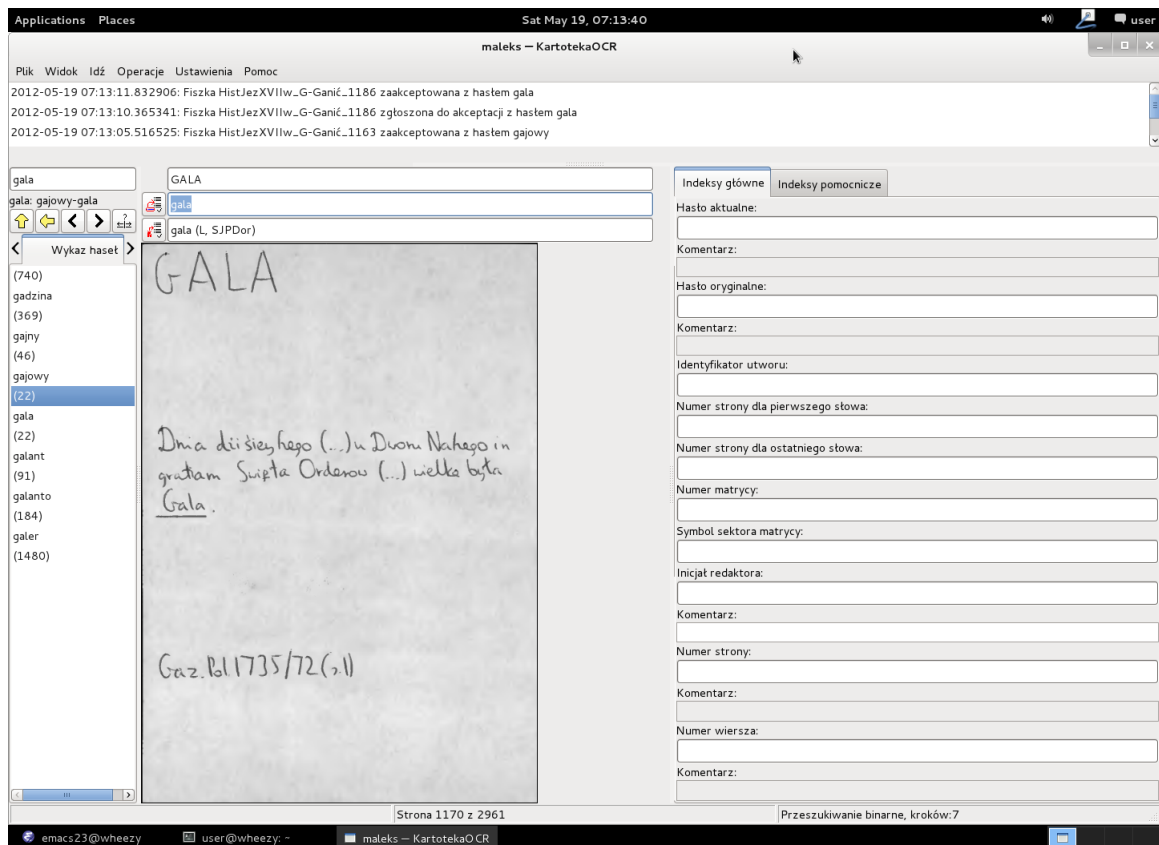 Applications Places Sat May 19, 07:13:40 user
maleks — KartotekaOCR
Plik Widok Idź Operacje Ustawienia Pomoc
2012-05-19 07:13:11.832906: Fiszka HistJezXVIIw_G-Ganić_1186 zaakceptowana z hasłem gala
2012-05-19 07:13:10.365341: Fiszka HistJezXVIIw_G-Ganić_1186 zgłoszona do akceptacji z hasłem gala
2012-05-19 07:13:05.516525: Fiszka HistJezXVIIw_G-Ganić_1163 zaakceptowana z hasłem gajowy
gala
gala: gajowy-gala
Wykaz haseł
(740)
gadzina
(369)
gajny
(46)
gajowy
(22)
gala
(22)
galant
(91)
galanto
(184)
galer
(1480)
GALA
gala
gala (L, SJPDor)
GALA
Dnia (...) u Dworu Naszego in
gratiam Święta Orderow (...) wielka była
Gala.
Gaz. Pol. 1735/72 (s.1)
Indeksy główne Indeksy pomocnicze
Hasło aktualne:
Komentarz:
Hasło oryginalne:
Komentarz:
Identyfikator utworu:
Numer strony dla pierwszego słowa:
Numer strony dla ostatniego słowa:
Numer matrycy:
Symbol sektora matrycy:
Inicjał redaktora:
Komentarz:
Numer strony:
Komentarz:
Numer wiersza:
Komentarz:
Strona 1170 z 2961 Przeszukiwanie binarne, kroków:7
emacs23@wheezy user@wheezy: ~ maleks — KartotekaOCR